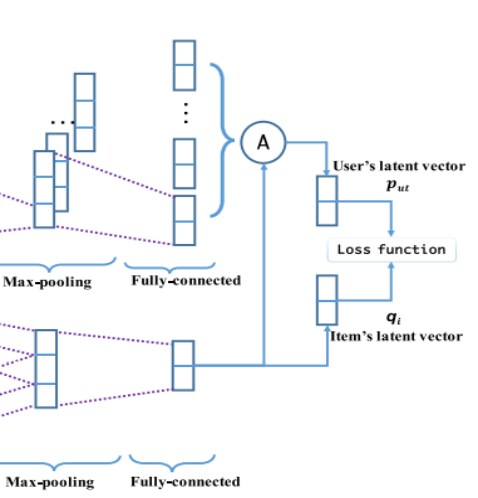 ...
⋮
A
User's latent vector
p_ut
Loss function
Max-pooling
Fully-connected
q_i
Item's latent vector
Max-pooling
Fully-connected